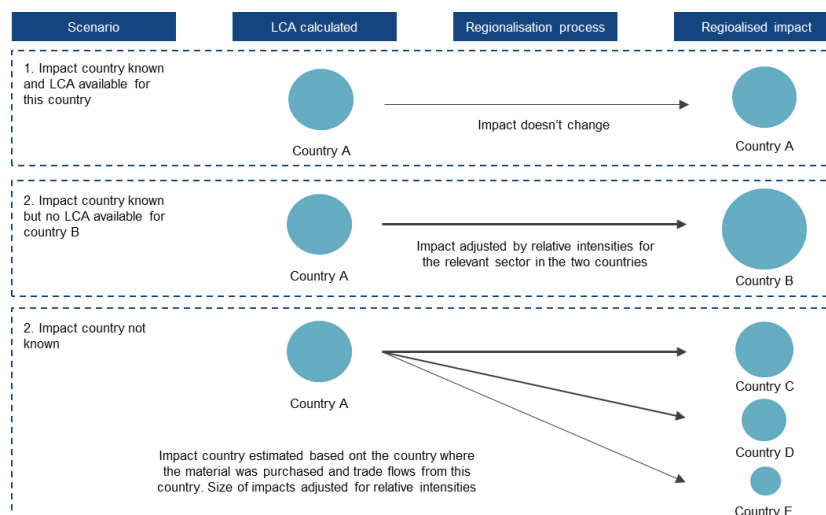 Scenario
LCA calculated
Regionalisation process
Regioalised impact
1. Impact country known
and LCA available for
this country
Country A
Impact doesn't change
Country A
2. Impact country known
but no LCA available for
country B
Country A
Impact adjusted by relative intensities for
the relevant sector in the two countries
Country B
2. Impact country not
known
Country A
Impact country estimated based ont the country where
the material was purchased and trade flows from this
country. Size of impacts adjusted for relative intensities
Country C
Country D
Country E